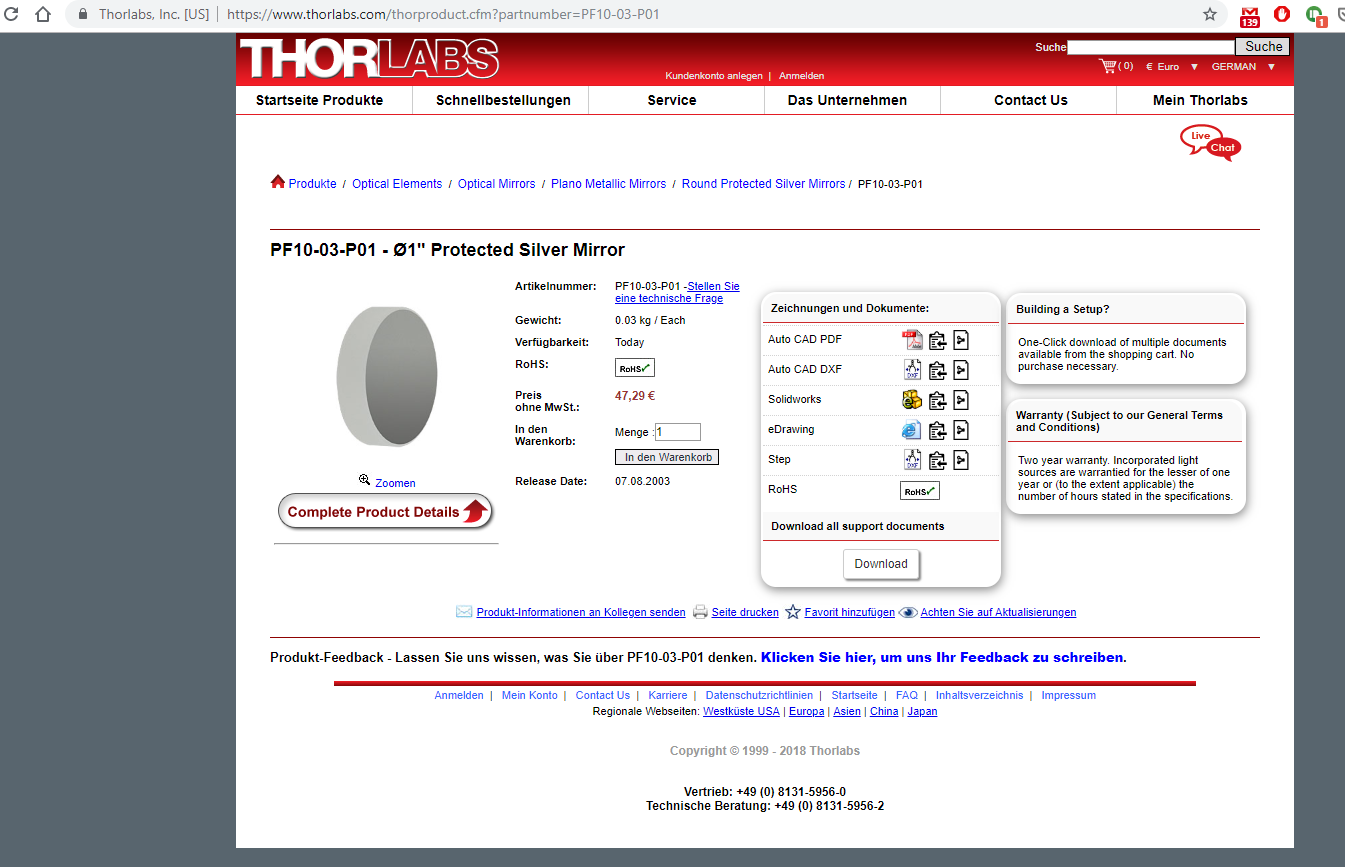 Thorlabs, Inc. [US] | https://www.thorlabs.com/thorproduct.cfm?partnumber=PF10-03-P01
139
1
THORLABS
Suche
Suche
Kundenkonto anlegen | Anmelden
(0) € Euro ▼ GERMAN ▼
Startseite Produkte
Schnellbestellungen
Service
Das Unternehmen
Contact Us
Mein Thorlabs
Live
Chat
Produkte / Optical Elements / Optical Mirrors / Plano Metallic Mirrors / Round Protected Silver Mirrors / PF10-03-P01
PF10-03-P01 - Ø1" Protected Silver Mirror
Zoomen
Complete Product Details
Artikelnummer: PF10-03-P01 -Stellen Sie
eine technische Frage
Gewicht: 0.03 kg / Each
Verfügbarkeit: Today
RoHS: RoHS✓
Preis
ohne MwSt.: 47,29 €
In den
Warenkorb: Menge :1
In den Warenkorb
Release Date: 07.08.2003
Zeichnungen und Dokumente:
Auto CAD PDF
Auto CAD DXF
DXF
Solidworks
eDrawing
Step
DXF
RoHS RoHS✓
Download all support documents
Download
Building a Setup?
One-Click download of multiple documents
available from the shopping cart. No
purchase necessary.
Warranty (Subject to our General Terms
and Conditions)
Two year warranty. Incorporated light
sources are warrantied for the lesser of one
year or (to the extent applicable) the
number of hours stated in the specifications.
Produkt-Informationen an Kollegen senden Seite drucken Favorit hinzufügen Achten Sie auf Aktualisierungen
Produkt-Feedback - Lassen Sie uns wissen, was Sie über PF10-03-P01 denken. Klicken Sie hier, um uns Ihr Feedback zu schreiben.
Anmelden | Mein Konto | Contact Us | Karriere | Datenschutzrichtlinien | Startseite | FAQ | Inhaltsverzeichnis | Impressum
Regionale Webseiten: Westküste USA | Europa | Asien | China | Japan
Copyright © 1999 - 2018 Thorlabs
Vertrieb: +49 (0) 8131-5956-0
Technische Beratung: +49 (0) 8131-5956-2